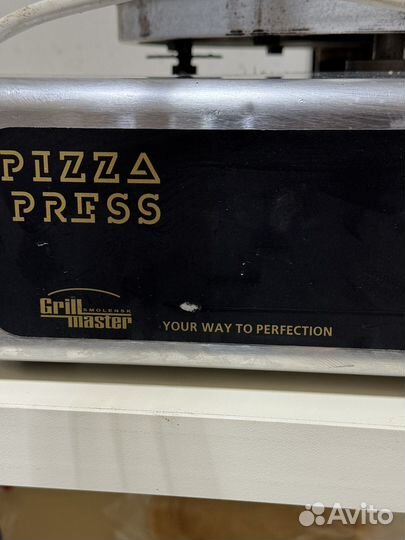 PIZZA
PRESS
Grill
SMOLENSK
master
YOUR WAY TO PERFECTION
Avito